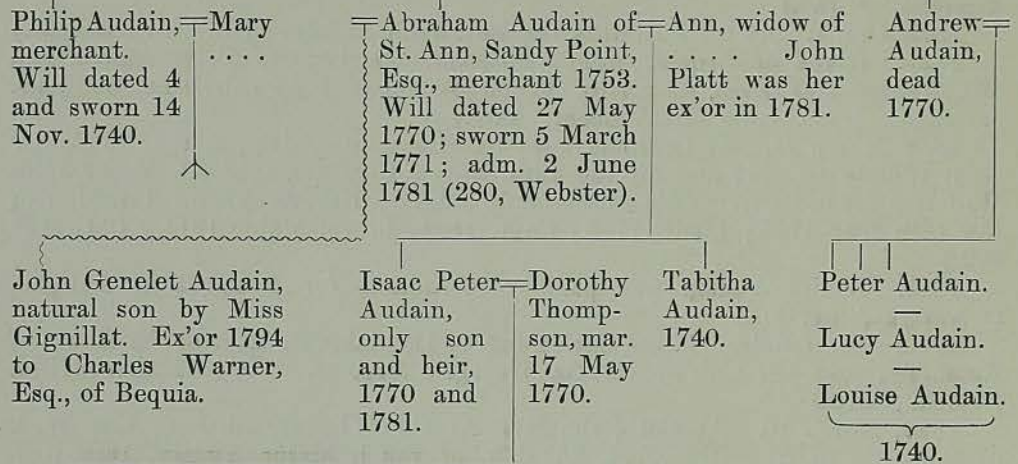 Philip Audain,=Mary
merchant. . . . .
Will dated 4
and sworn 14
Nov. 1740.
=Abraham Audain of=Ann, widow of
St. Ann, Sandy Point, . . . . John
Esq., merchant 1753. Platt was her
Will dated 27 May ex'or in 1781.
1770; sworn 5 March
1771; adm. 2 June
1781 (280, Webster).
Andrew=
Audain,
dead
1770.
John Genelet Audain,
natural son by Miss
Gignillat. Ex'or 1794
to Charles Warner,
Esq., of Bequia.
Isaac Peter=Dorothy
Audain, Thomp-
only son son, mar.
and heir, 17 May
1770 and 1770.
1781.
Tabitha
Audain,
1740.
Peter Audain.
—
Lucy Audain.
—
Louise Audain.
1740.